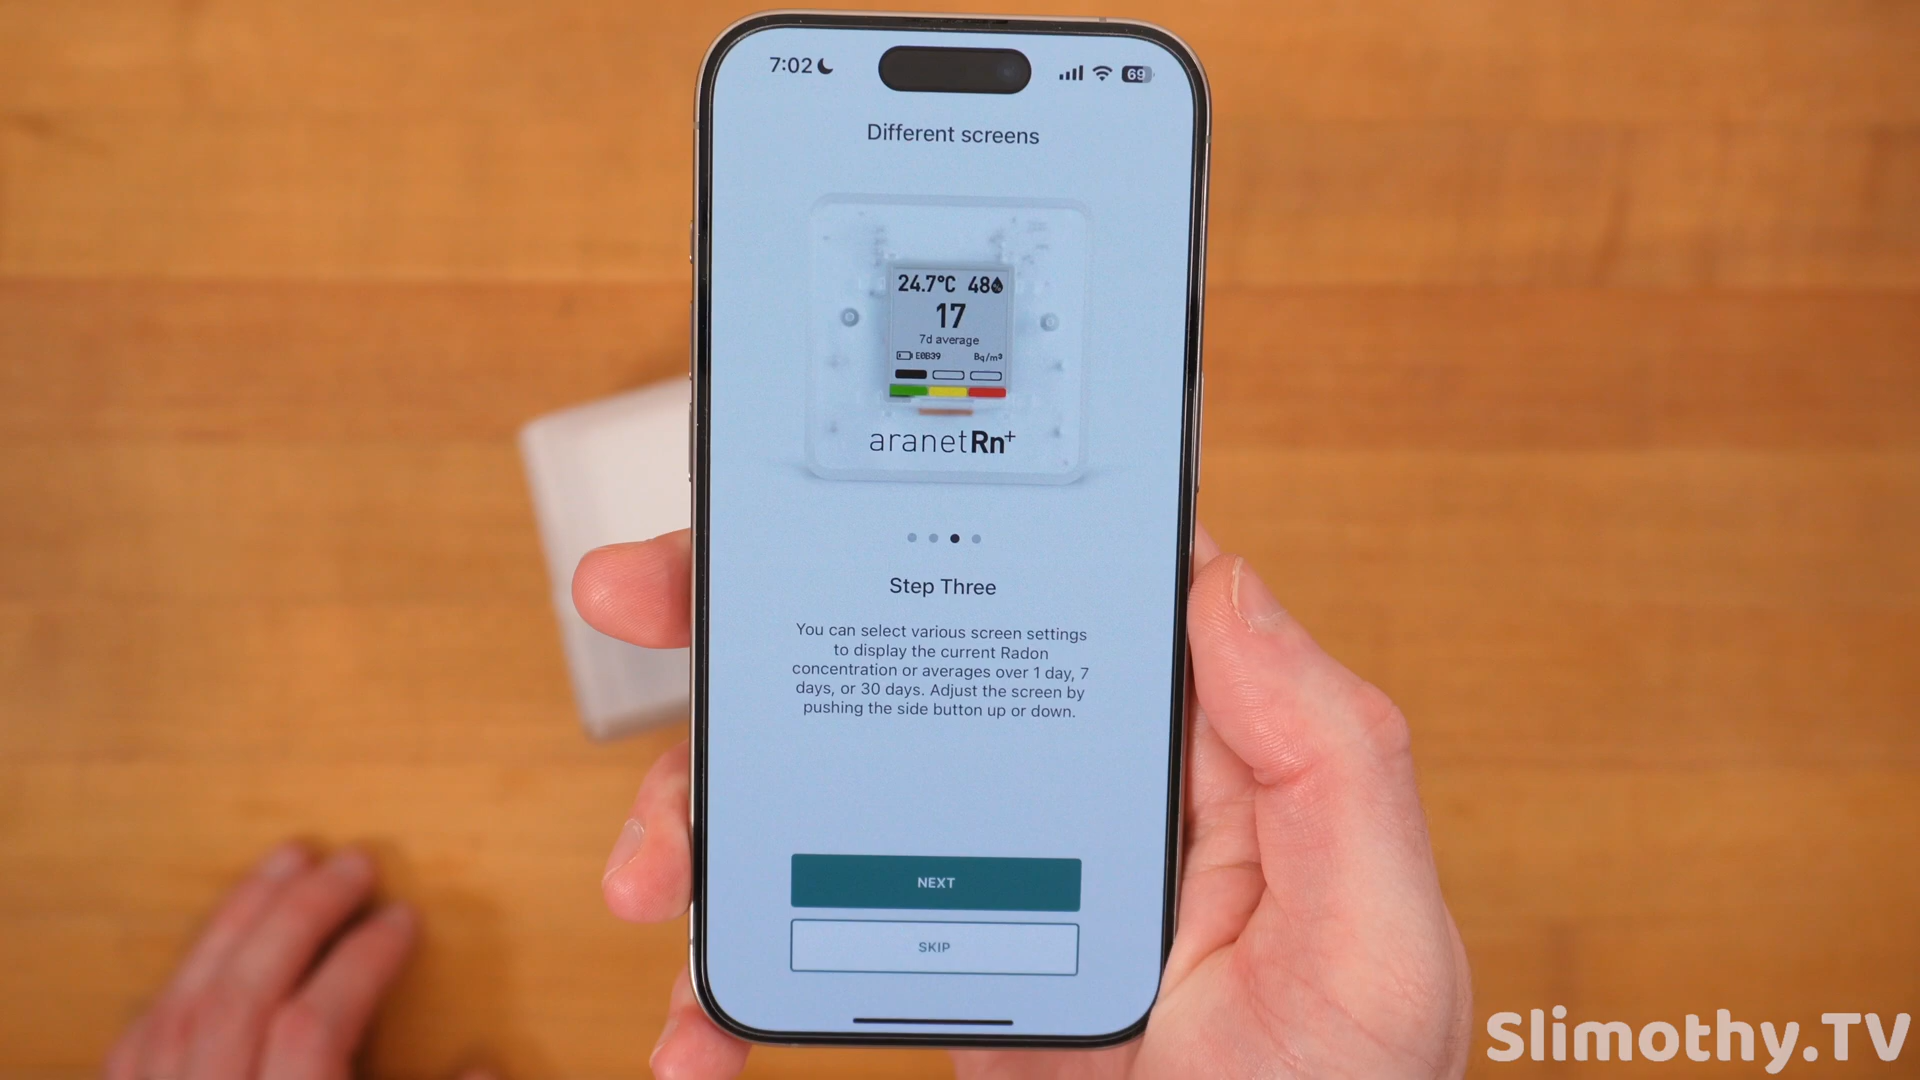 7:02
69
Different screens
24.7°C 48%
17
7d average
E0B39 Bq/m³
aranetRn+
Step Three
You can select various screen settings
to display the current Radon
concentration or averages over 1 day, 7
days, or 30 days. Adjust the screen by
pushing the side button up or down.
NEXT
SKIP
Slimothy.TV